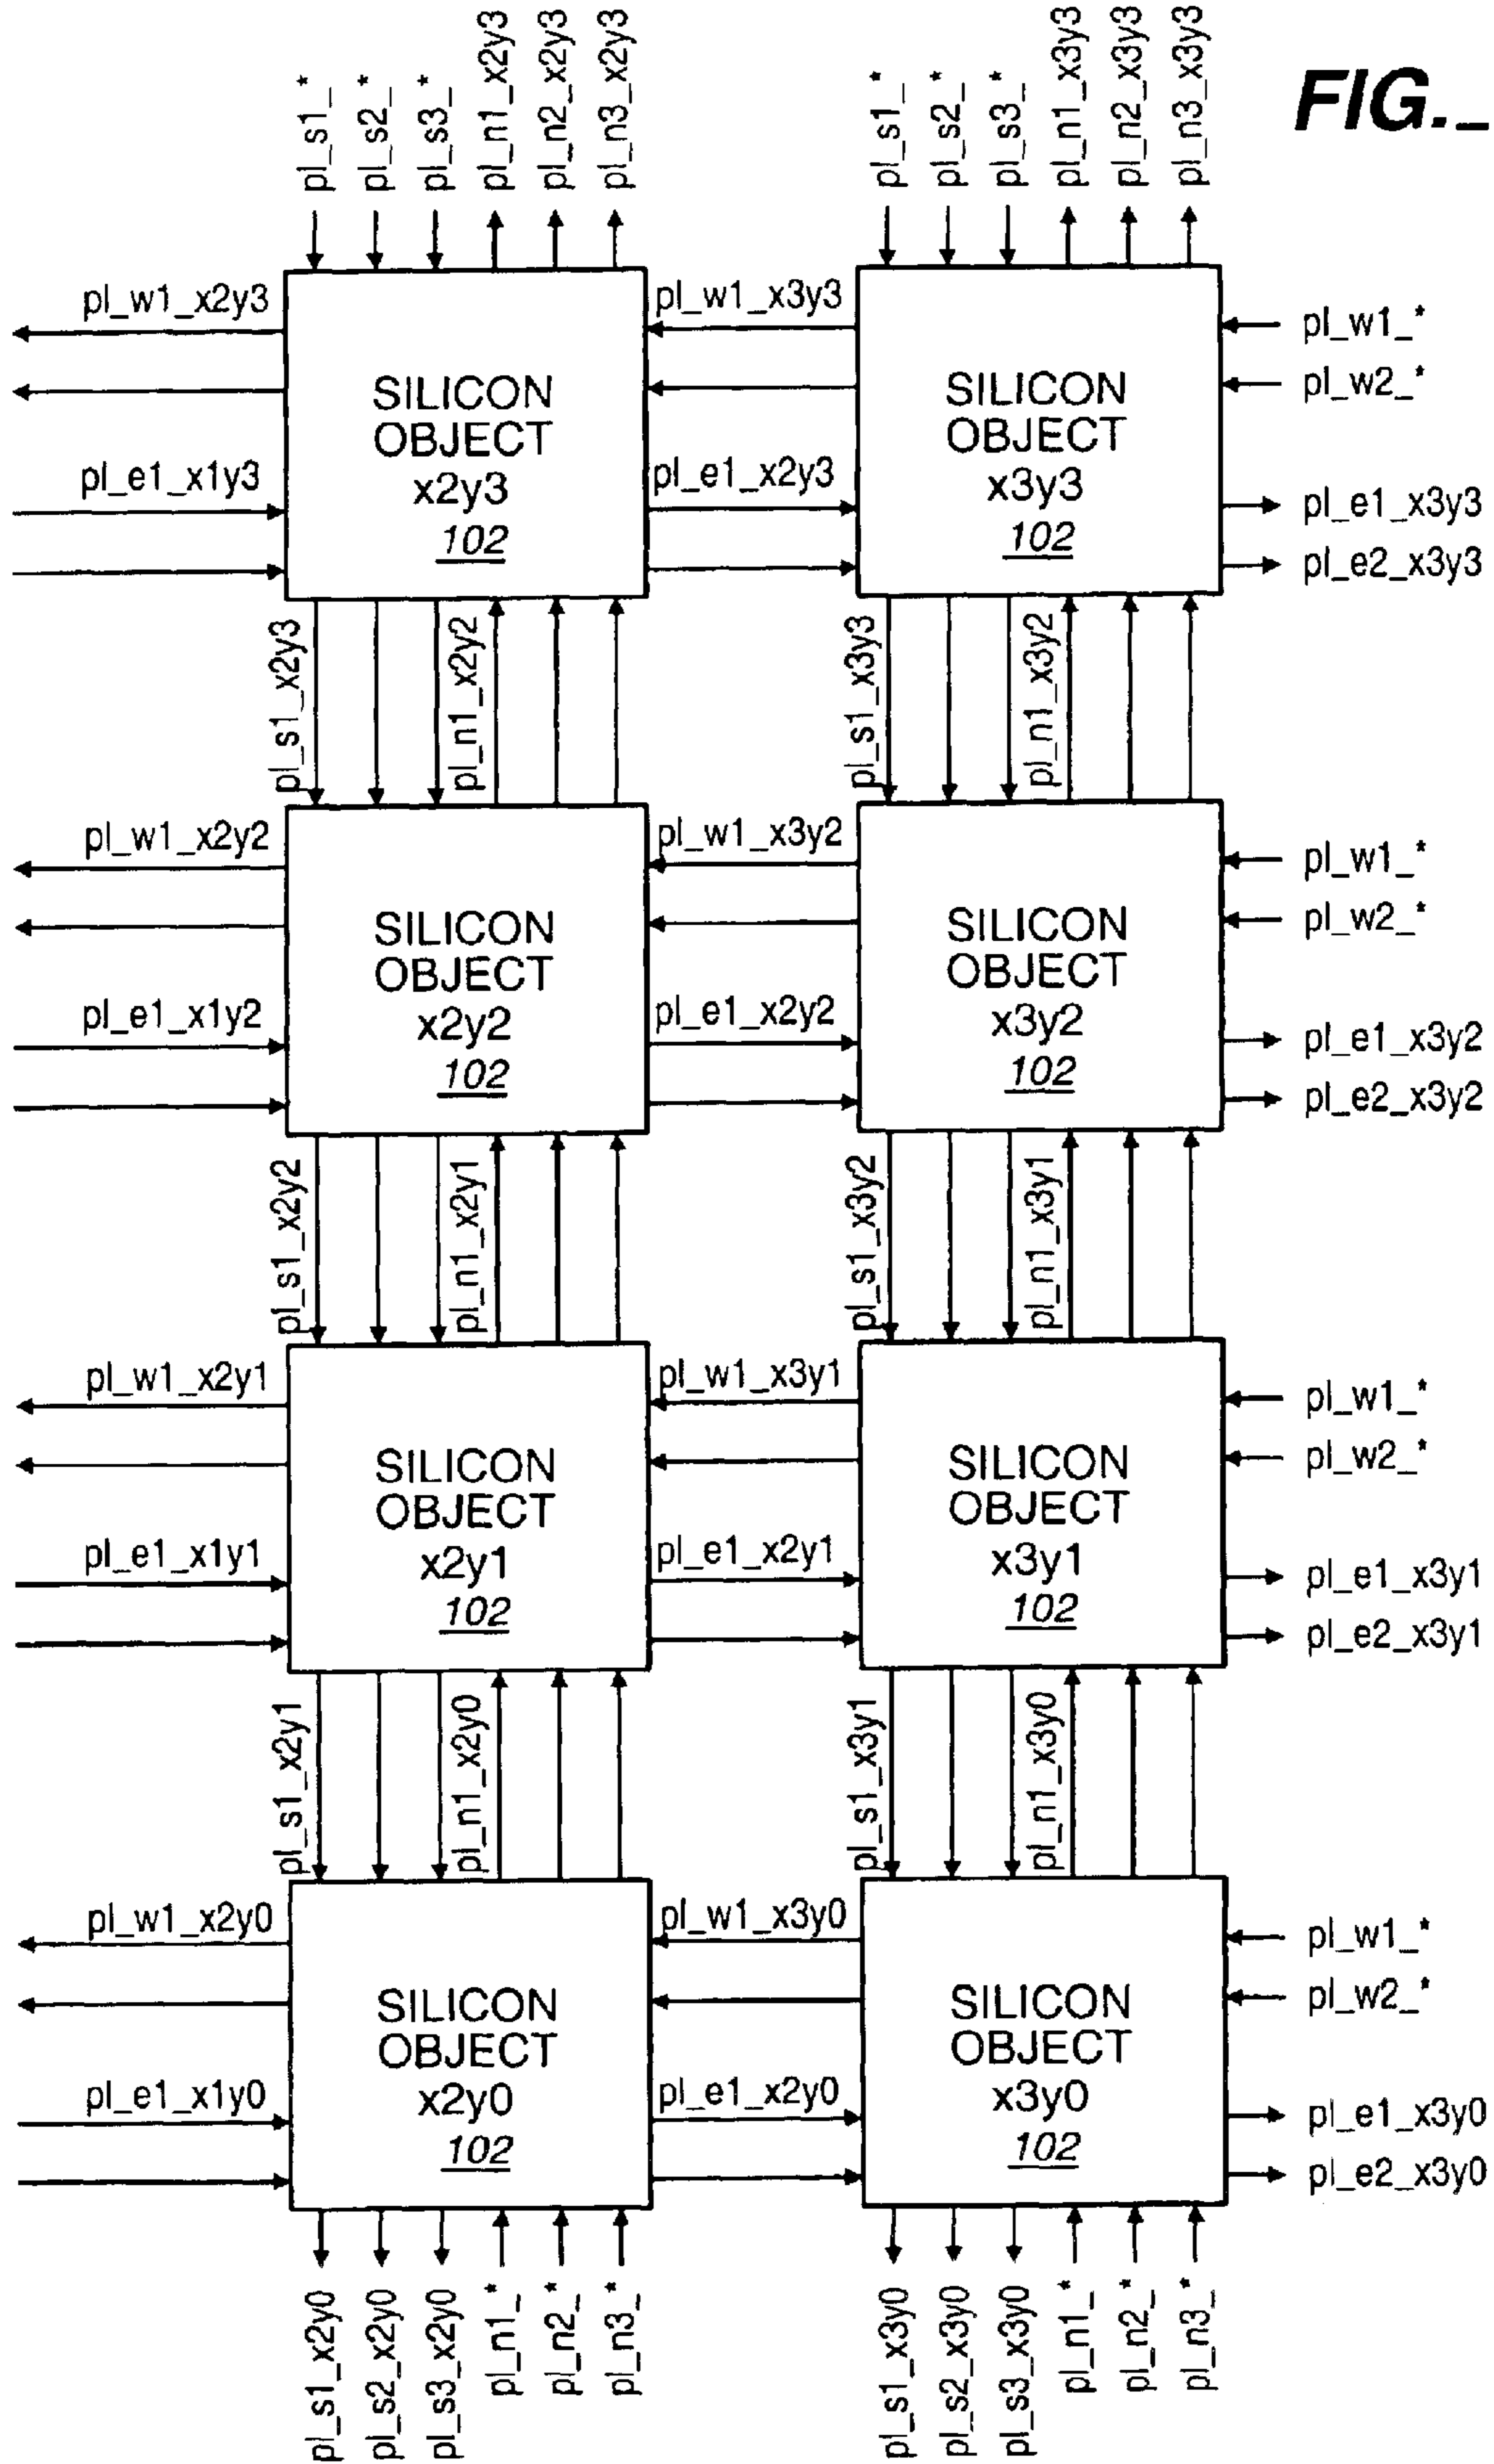 FIG._
pl_s1_*
pl_s2_*
pl_s3_*
pl_n1_x2y3
pl_n2_x2y3
pl_n3_x2y3
pl_s1_*
pl_s2_*
pl_s3_*
pl_n1_x3y3
pl_n2_x3y3
pl_n3_x3y3
pl_w1_x2y3
pl_e1_x1y3
SILICON
OBJECT
x2y3
102
pl_w1_x3y3
pl_e1_x2y3
SILICON
OBJECT
x3y3
102
pl_w1_*
pl_w2_*
pl_e1_x3y3
pl_e2_x3y3
pl_s1_x2y3
pl_n1_x2y2
pl_s1_x3y3
pl_n1_x3y2
pl_w1_x2y2
pl_e1_x1y2
SILICON
OBJECT
x2y2
102
pl_w1_x3y2
pl_e1_x2y2
SILICON
OBJECT
x3y2
102
pl_w1_*
pl_w2_*
pl_e1_x3y2
pl_e2_x3y2
pl_s1_x2y2
pl_n1_x2y1
pl_s1_x3y2
pl_n1_x3y1
pl_w1_x2y1
pl_e1_x1y1
SILICON
OBJECT
x2y1
102
pl_w1_x3y1
pl_e1_x2y1
SILICON
OBJECT
x3y1
102
pl_w1_*
pl_w2_*
pl_e1_x3y1
pl_e2_x3y1
pl_s1_x2y1
pl_n1_x2y0
pl_s1_x3y1
pl_n1_x3y0
pl_w1_x2y0
pl_e1_x1y0
SILICON
OBJECT
x2y0
102
pl_w1_x3y0
pl_e1_x2y0
SILICON
OBJECT
x3y0
102
pl_w1_*
pl_w2_*
pl_e1_x3y0
pl_e2_x3y0
pl_s1_x2y0
pl_s2_x2y0
pl_s3_x2y0
pl_n1_*
pl_n2_*
pl_n3_*
pl_s1_x3y0
pl_s2_x3y0
pl_s3_x3y0
pl_n1_*
pl_n2_*
pl_n3_*